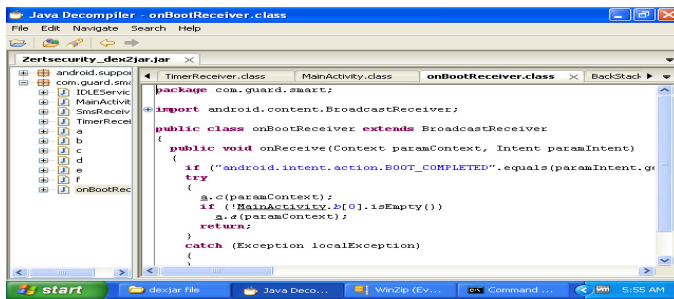 Java Decompiler - onBootReceiver.class
File Edit Navigate Search Help
Zertsecurity_dex2jar.jar
android.suppor
com.guard.sma
IDLEServic
MainActivit
SmsReceiv
TimerRecei
a
b
c
d
e
f
onBootRec
TimerReceiver.class MainActivity.class onBootReceiver.class BackStack
package com.guard.smart;
import android.content.BroadcastReceiver;
public class onBootReceiver extends BroadcastReceiver
{
public void onReceive(Context paramContext, Intent paramIntent)
{
if ("android.intent.action.BOOT_COMPLETED".equals(paramIntent.ge
try
{
a.c(paramContext);
if (!MainActivity.b[0].isEmpty())
a.a(paramContext);
return;
}
catch (Exception localException)
{
}
start dexjar file Java Deco... WinZip (Ev... Command ... 5:55 AM